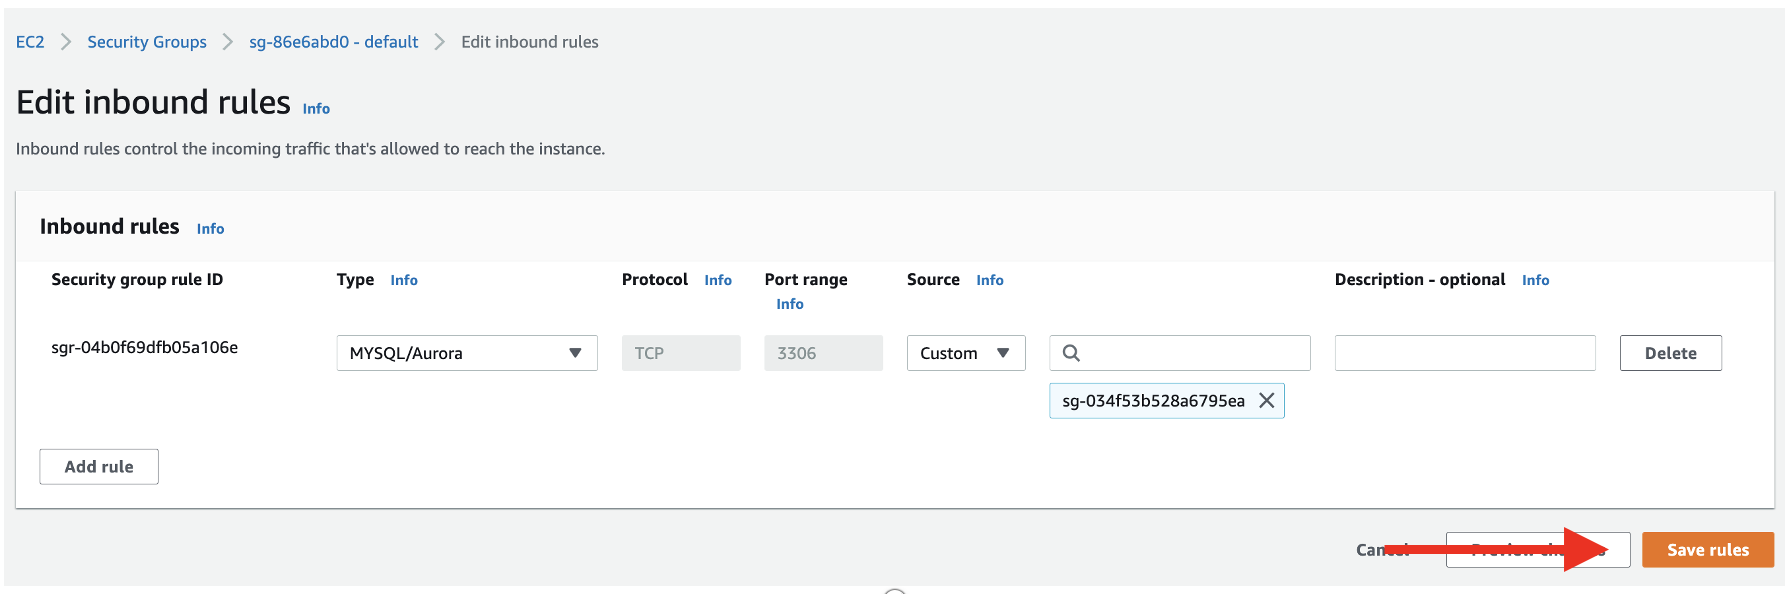 EC2 > Security Groups > sg-86e6abd0 - default > Edit inbound rules
Edit inbound rules Info
Inbound rules control the incoming traffic that's allowed to reach the instance.
Inbound rules Info
Security group rule ID Type Info Protocol Info Port range Info Source Info Description - optional Info
sgr-04b0f69dfb05a106e MYSQL/Aurora TCP 3306 Custom Delete
sg-034f53b528a6795ea
Add rule
Cancel Preview changes Save rules